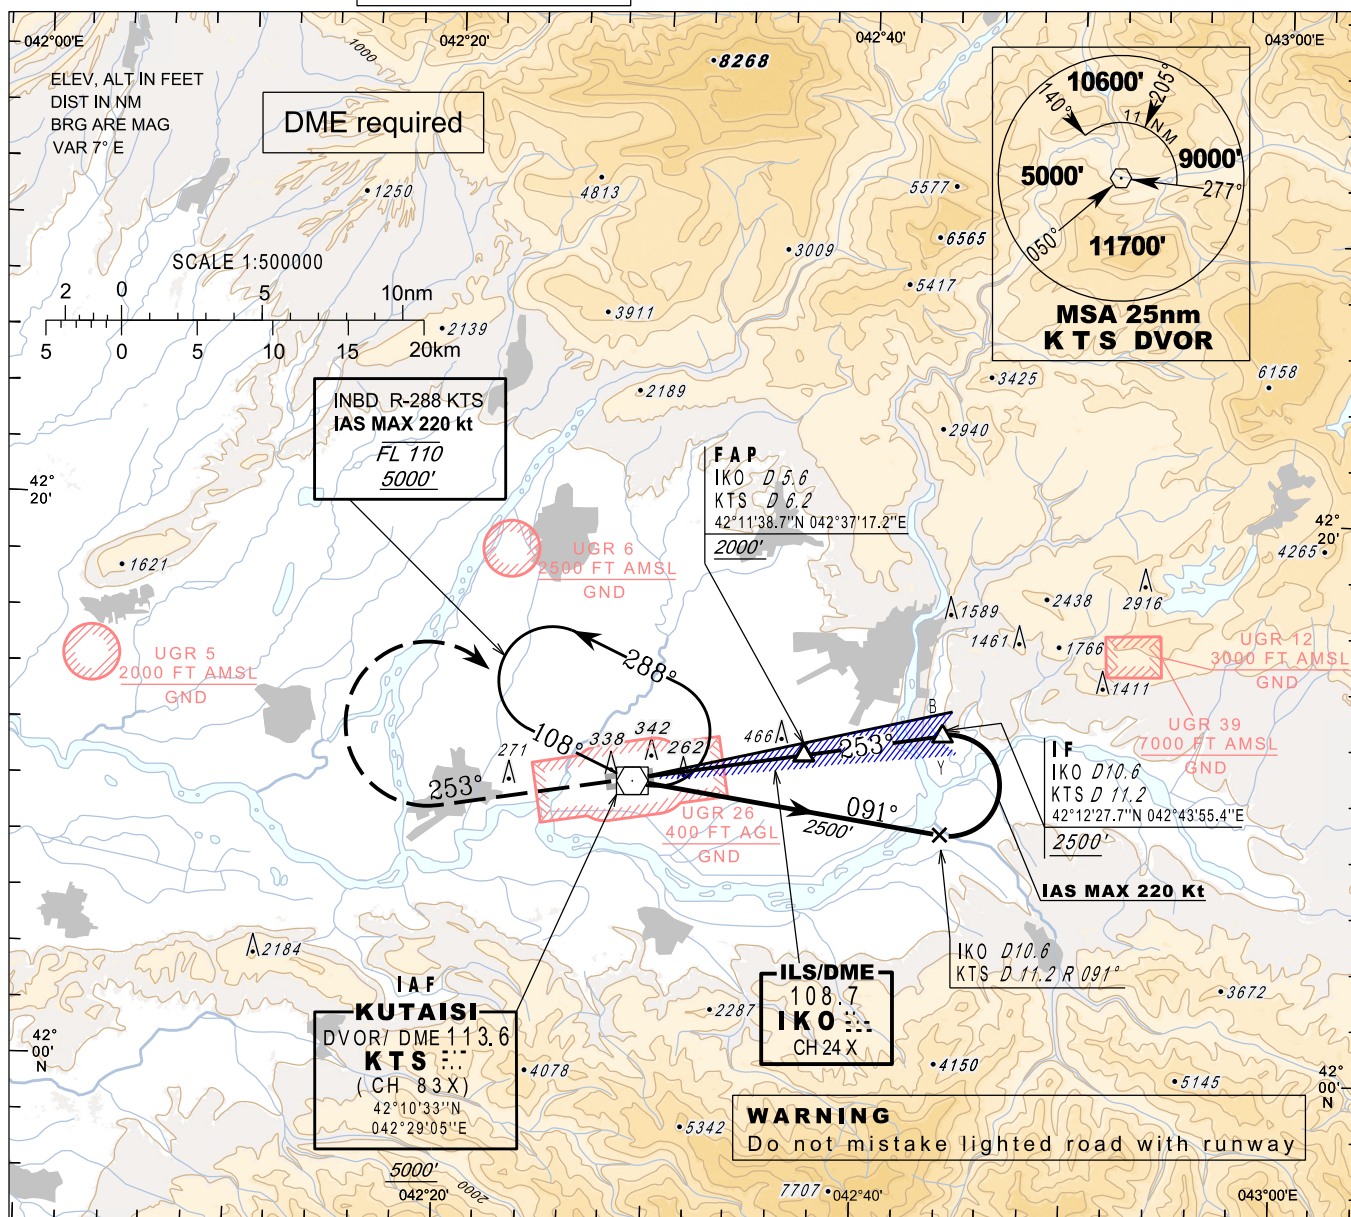 042°00'E
042°20'
042°40'
043°00'E
1000
8268
ELEV, ALT IN FEET
DIST IN NM
BRG ARE MAG
VAR 7° E
DME required
10600'
140°
205°
11 NM
9000'
5000'
277°
050°
11700'
MSA 25nm
KTS DVOR
1250
4813
5577
6565
3009
5417
SCALE 1:500000
2 0 5 10nm
5 0 5 10 15 20km
2139
3911
2189
3425
6158
2940
INBD R-288 KTS
IAS MAX 220 kt
FL 110
5000'
FAP
IKO D 5.6
KTS D 6.2
42°11'38.7''N 042°37'17.2''E
2000'
42°
20'
42°
20'
4265
1621
UGR 6
2500 FT AMSL
GND
UGR 5
2000 FT AMSL
GND
1589
2438
2916
1461
1766
1411
UGR 12
3000 FT AMSL
GND
UGR 39
7000 FT AMSL
GND
288°
108°
338
342
262
271
466
253°
B
Y
253°
091°
2500'
UGR 26
400 FT AGL
GND
IF
IKO D10.6
KTS D 11.2
42°12'27.7''N 042°43'55.4''E
2500'
IAS MAX 220 Kt
IKO D10.6
KTS D 11.2 R 091°
2184
IAF
KUTAISI
DVOR/ DME 113.6
KTS
(CH 83X)
42°10'33''N
042°29'05''E
5000'
ILS/DME
108.7
IKO
CH 24 X
2287
3672
4078
4150
5145
5342
7707
42°
00'
N
42°
00'
N
WARNING
Do not mistake lighted road with runway
2000
042°20'
042°40'
043°00'E